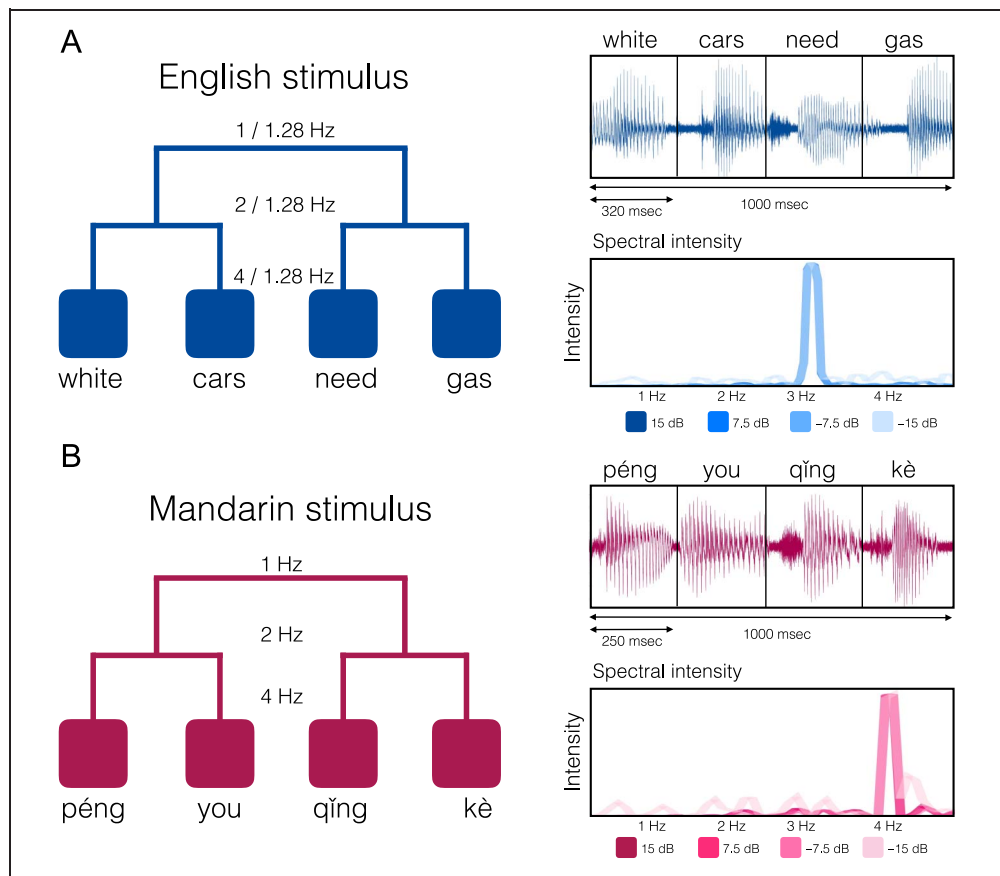 A
English stimulus
1 / 1.28 Hz
2 / 1.28 Hz
4 / 1.28 Hz
white cars need gas
white cars need gas
320 msec 1000 msec
Spectral intensity
Intensity
1 Hz 2 Hz 3 Hz 4 Hz
15 dB 7.5 dB −7.5 dB −15 dB
B
Mandarin stimulus
1 Hz
2 Hz
4 Hz
péng you qǐng kè
péng you qǐng kè
250 msec 1000 msec
Spectral intensity
Intensity
1 Hz 2 Hz 3 Hz 4 Hz
15 dB 7.5 dB −7.5 dB −15 dB